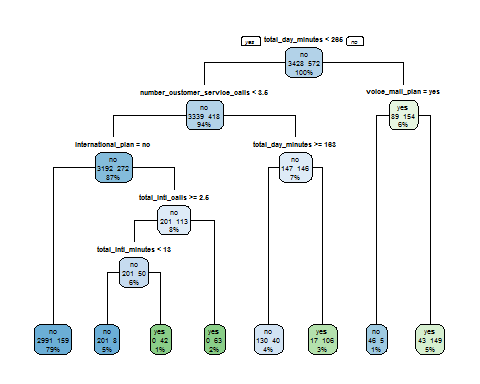 yes total_day_minutes < 265 no
no
3428 572
100%
number_customer_service_calls < 3.5
voice_mail_plan = yes
no
3339 418
94%
yes
89 154
6%
international_plan = no
total_day_minutes >= 163
no
3192 272
87%
no
147 146
7%
total_intl_calls >= 2.5
no
201 113
8%
total_intl_minutes < 13
no
201 50
6%
no
2991 159
79%
no
201 8
5%
yes
0 42
1%
yes
0 63
2%
no
130 40
4%
yes
17 106
3%
no
46 5
1%
yes
43 149
5%